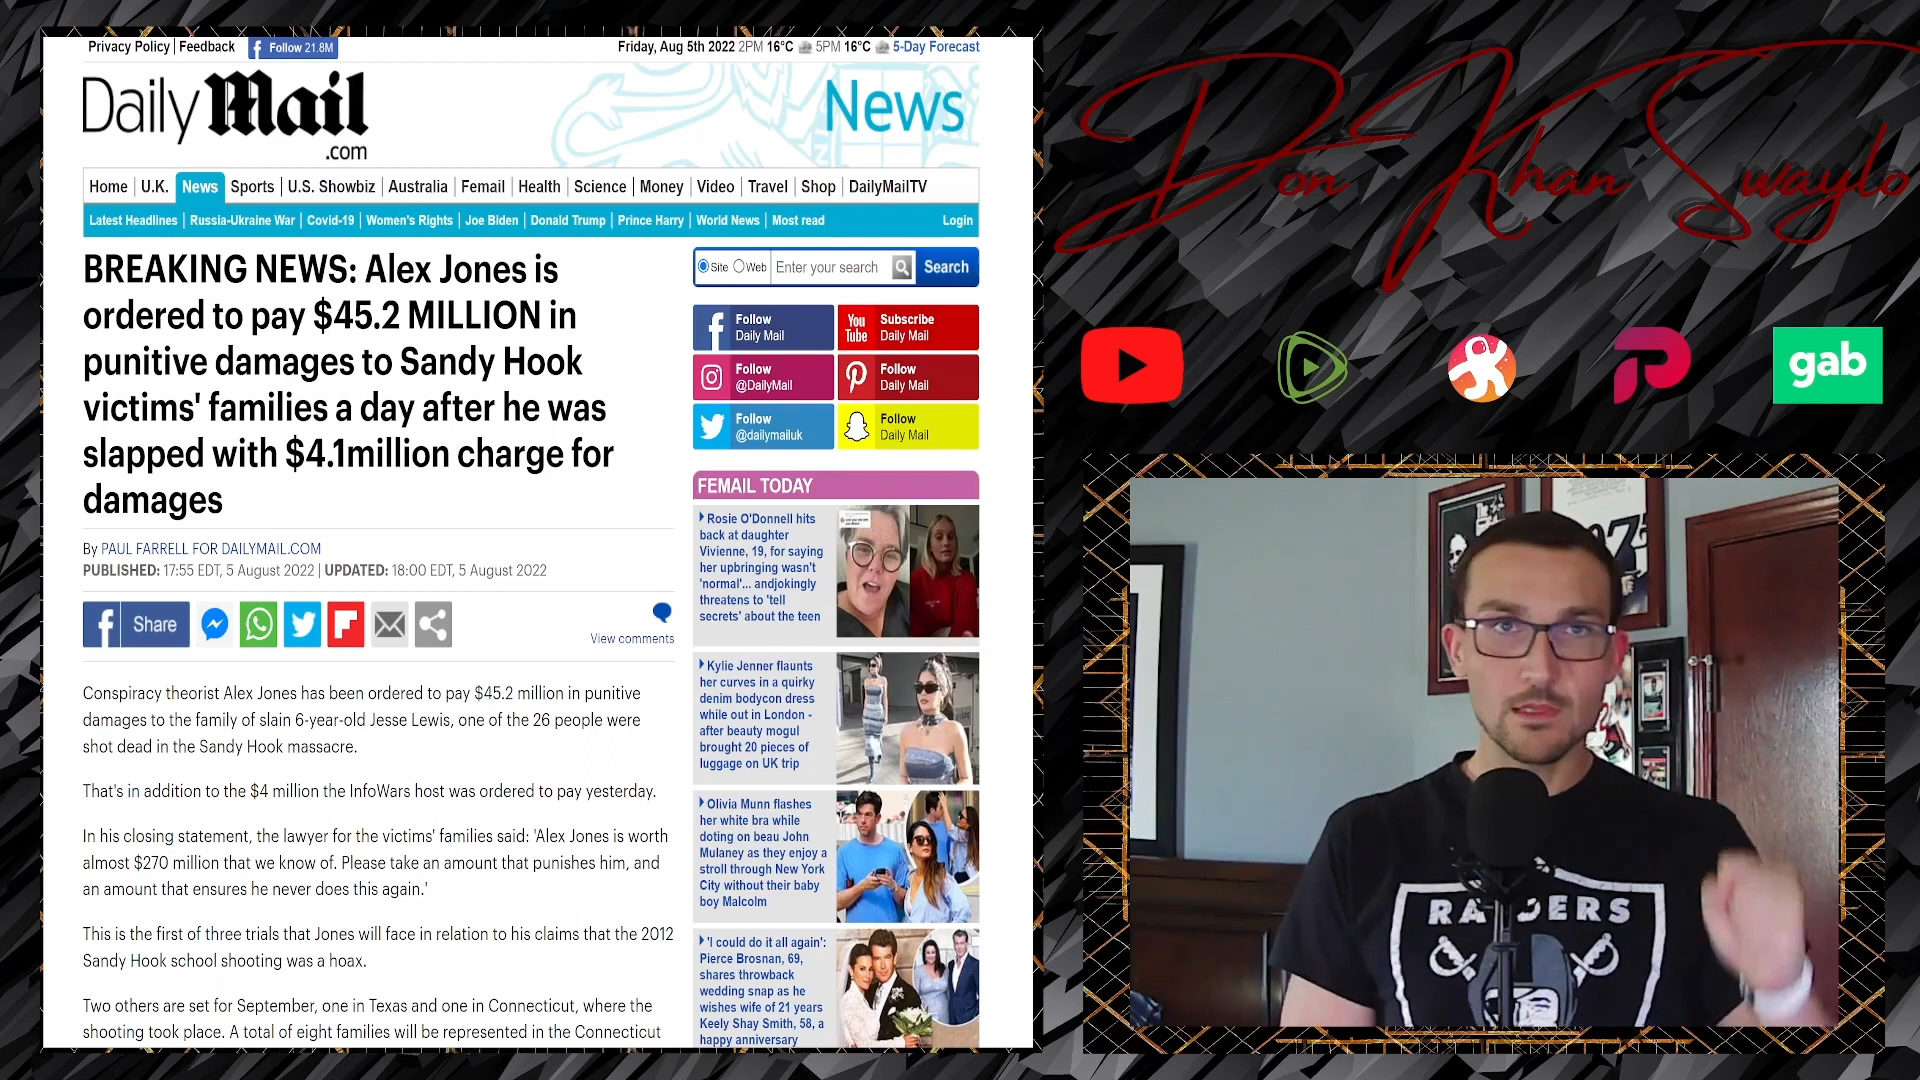 Privacy Policy | Feedback
Follow 21.8M
Friday, Aug 5th 2022 2PM 16°C 5PM 16°C 5-Day Forecast
Daily Mail
.com
News
Home | U.K. | News | Sports | U.S. Showbiz | Australia | Femail | Health | Science | Money | Video | Travel | Shop | DailyMailTV
Latest Headlines | Russia-Ukraine War | Covid-19 | Women's Rights | Joe Biden | Donald Trump | Prince Harry | World News | Most read
Login
BREAKING NEWS: Alex Jones is
ordered to pay $45.2 MILLION in
punitive damages to Sandy Hook
victims' families a day after he was
slapped with $4.1million charge for
damages
By PAUL FARRELL FOR DAILYMAIL.COM
PUBLISHED: 17:55 EDT, 5 August 2022 | UPDATED: 18:00 EDT, 5 August 2022
Share
View comments
Conspiracy theorist Alex Jones has been ordered to pay $45.2 million in punitive
damages to the family of slain 6-year-old Jesse Lewis, one of the 26 people were
shot dead in the Sandy Hook massacre.
That's in addition to the $4 million the InfoWars host was ordered to pay yesterday.
In his closing statement, the lawyer for the victims' families said: 'Alex Jones is worth
almost $270 million that we know of. Please take an amount that punishes him, and
an amount that ensures he never does this again.'
This is the first of three trials that Jones will face in relation to his claims that the 2012
Sandy Hook school shooting was a hoax.
Two others are set for September, one in Texas and one in Connecticut, where the
shooting took place. A total of eight families will be represented in the Connecticut
Site Web Enter your search Search
Follow
Daily Mail
You
Tube
Subscribe
Daily Mail
Follow
@DailyMail
Follow
Daily Mail
Follow
@dailymailuk
Follow
Daily Mail
FEMAIL TODAY
Rosie O'Donnell hits
back at daughter
Vivienne, 19, for saying
her upbringing wasn't
'normal'... andjokingly
threatens to 'tell
secrets' about the teen
Kylie Jenner flaunts
her curves in a quirky
denim bodycon dress
while out in London -
after beauty mogul
brought 20 pieces of
luggage on UK trip
Olivia Munn flashes
her white bra while
doting on beau John
Mulaney as they enjoy a
stroll through New York
City without their baby
boy Malcolm
'I could do it all again':
Pierce Brosnan, 69,
shares throwback
wedding snap as he
wishes wife of 21 years
Keely Shay Smith, 58, a
happy anniversary
Don Khan Swaylo
gab